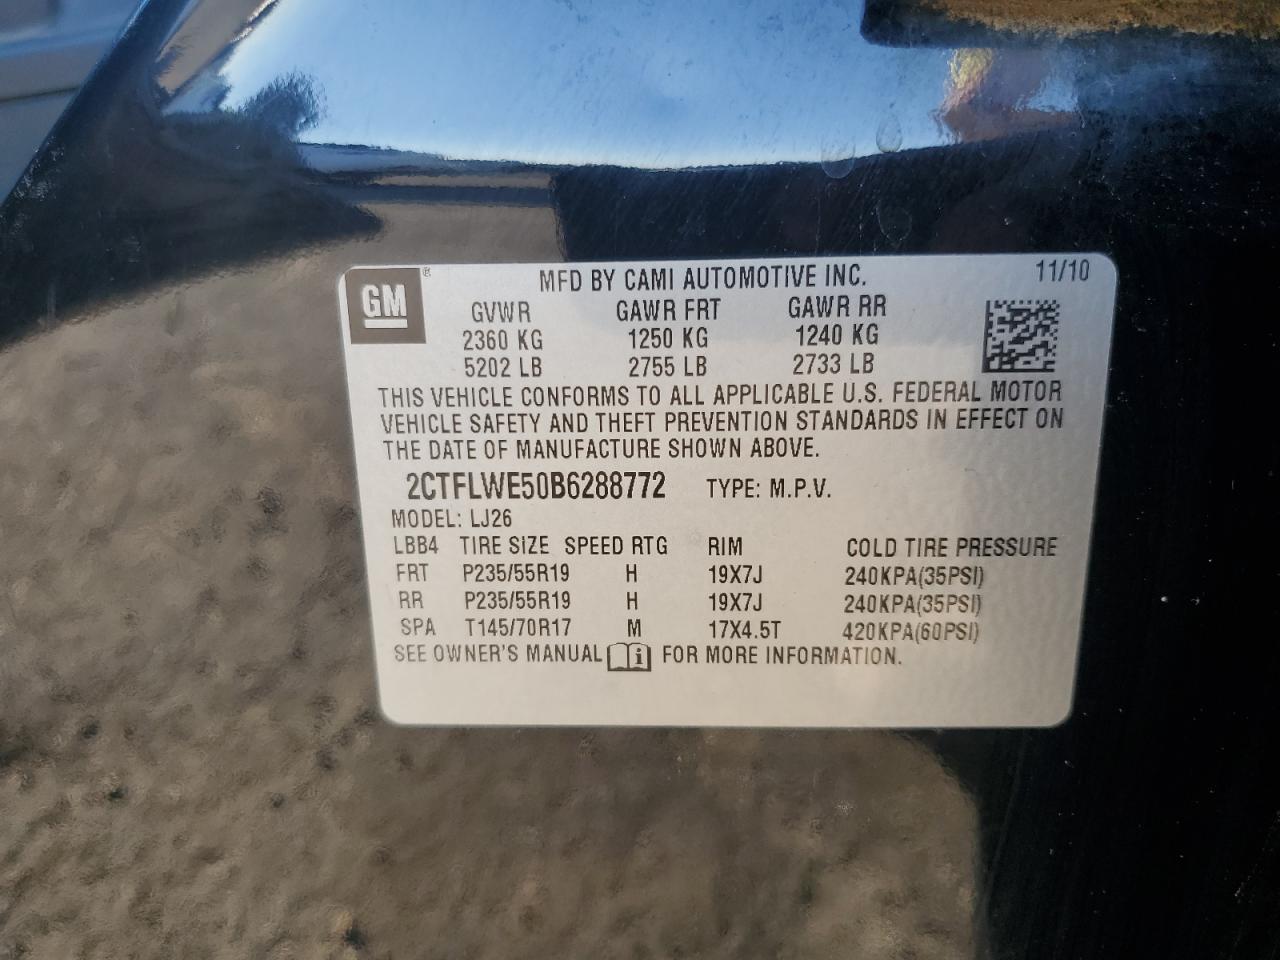 GM ®
MFD BY CAMI AUTOMOTIVE INC. 11/10
GVWR GAWR FRT GAWR RR
2360 KG 1250 KG 1240 KG
5202 LB 2755 LB 2733 LB
THIS VEHICLE CONFORMS TO ALL APPLICABLE U.S. FEDERAL MOTOR
VEHICLE SAFETY AND THEFT PREVENTION STANDARDS IN EFFECT ON
THE DATE OF MANUFACTURE SHOWN ABOVE.
2CTFLWE50B6288772 TYPE: M.P.V.
MODEL: LJ26
LBB4 TIRE SIZE SPEED RTG RIM COLD TIRE PRESSURE
FRT P235/55R19 H 19X7J 240KPA(35PSI)
RR P235/55R19 H 19X7J 240KPA(35PSI)
SPA T145/70R17 M 17X4.5T 420KPA(60PSI)
SEE OWNER'S MANUAL i FOR MORE INFORMATION.